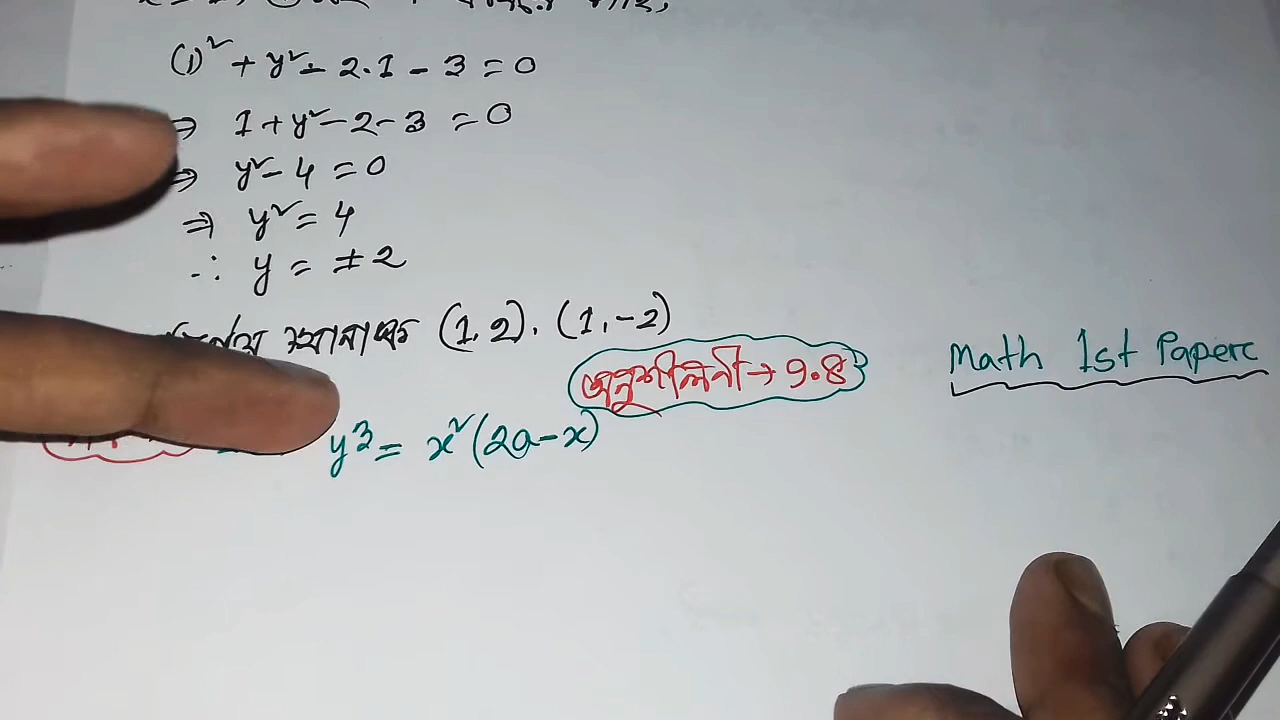 (1)² + y² - 2.1 - 3 = 0
⇒ 1 + y² - 2 - 3 = 0
⇒ y² - 4 = 0
⇒ y² = 4
∴ y = ±2
(1, 2), (1, -2)
অনুশীলনী → 9.8
Math 1st Paper
y³ = x²(2a - x)